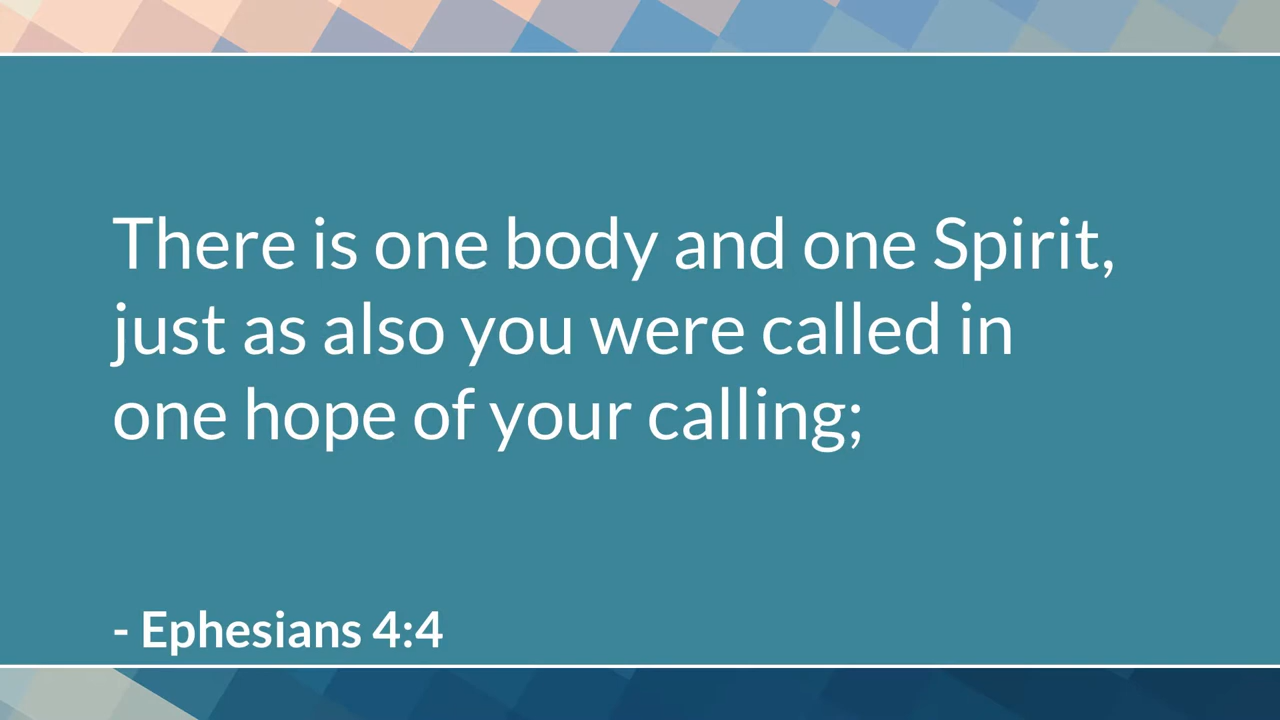 There is one body and one Spirit,
just as also you were called in
one hope of your calling;
- Ephesians 4:4